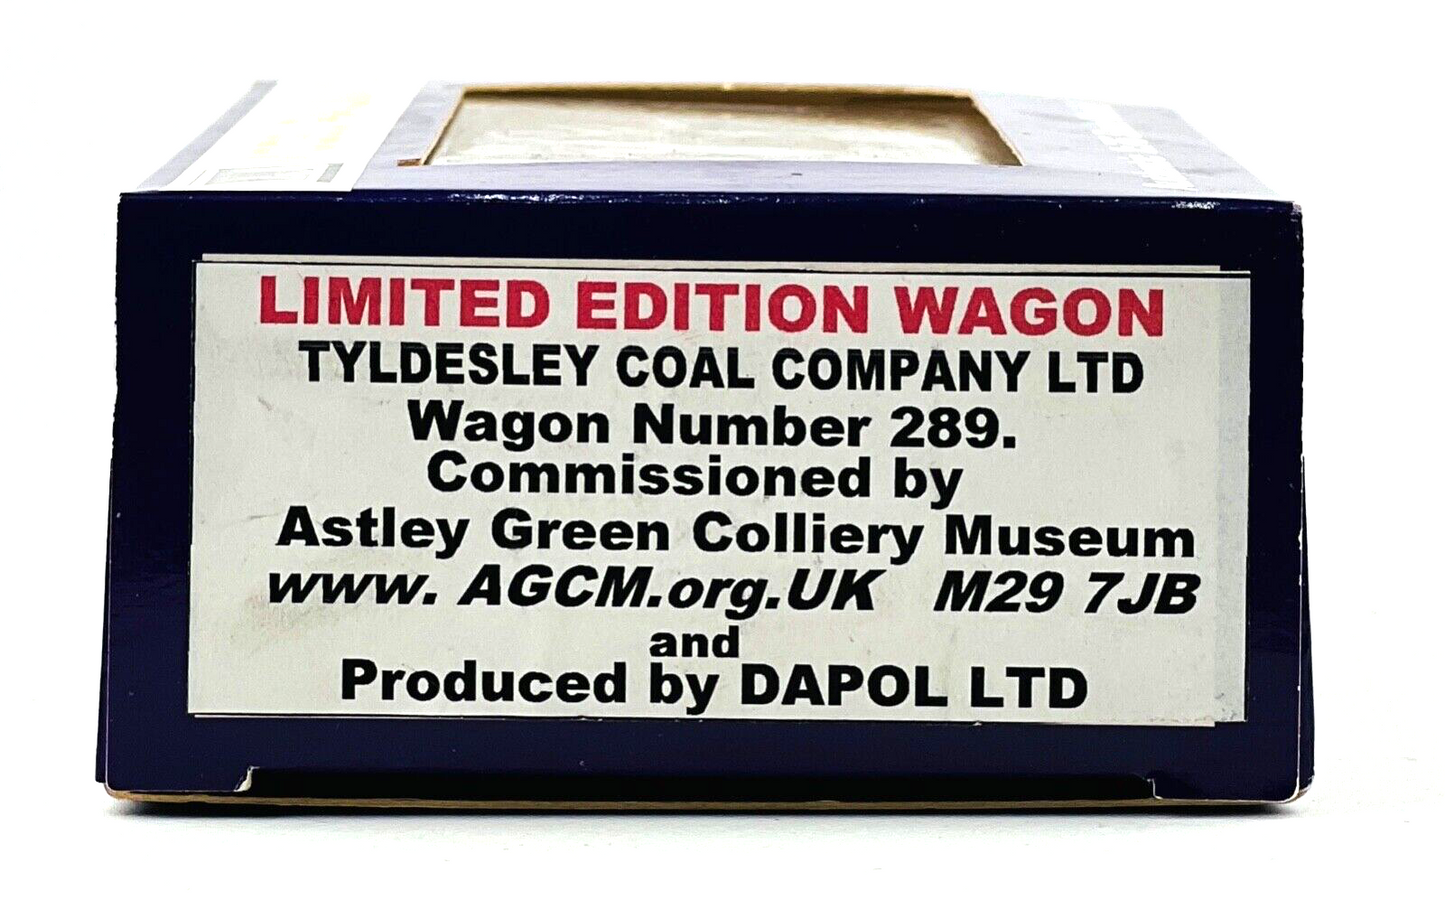 LIMITED EDITION WAGON
TYLDESLEY COAL COMPANY LTD
Wagon Number 289.
Commissioned by
Astley Green Colliery Museum
www. AGCM.org.UK M29 7JB
and
Produced by DAPOL LTD